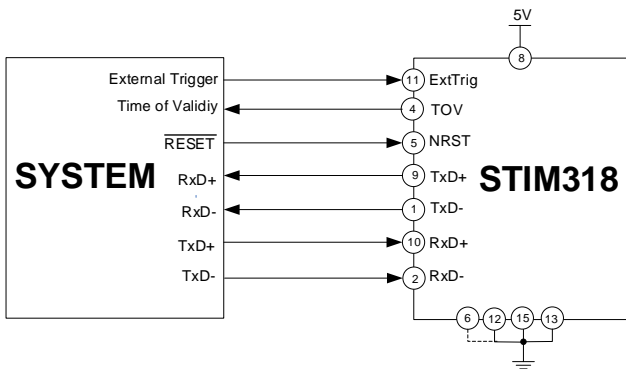 5V
8
External Trigger
11 ExtTrig
Time of Validiy
4 TOV
RESET
5 NRST
SYSTEM
STIM318
RxD+
9 TxD+
RxD-
1 TxD-
TxD+
10 RxD+
TxD-
2 RxD-
6 12 15 13